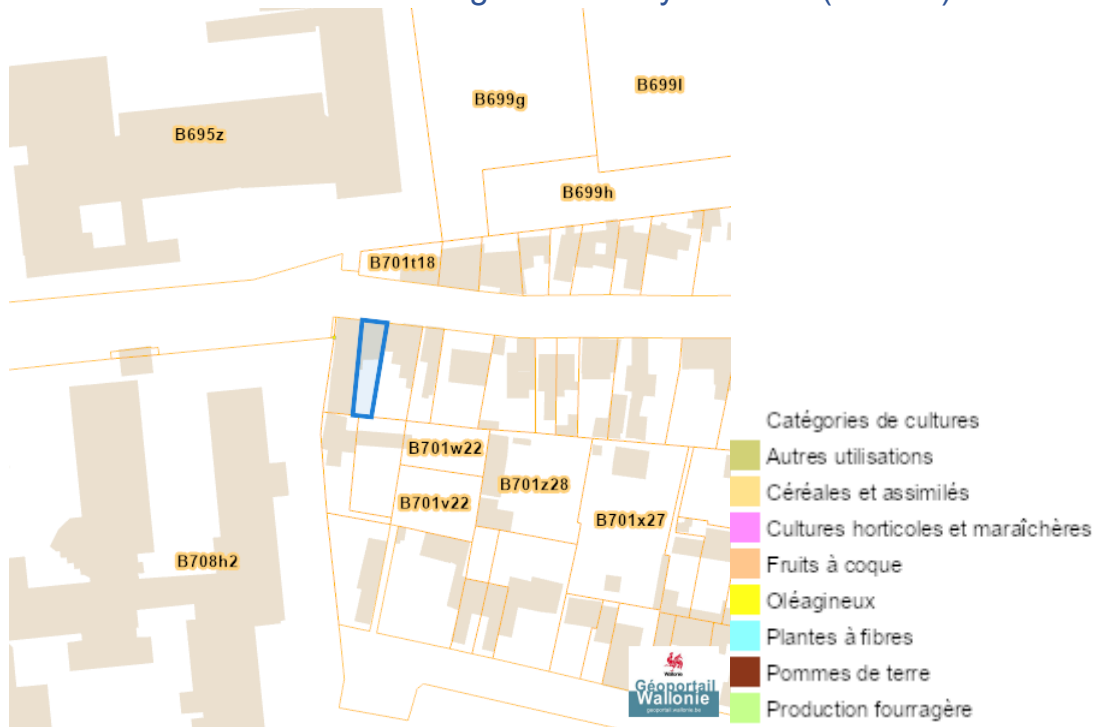 B699l
B699g
B695z
B699h
B701t18
B701w22
B701z28
B701v22
B701x27
B708h2
Catégories de cultures
Autres utilisations
Céréales et assimilés
Cultures horticoles et maraîchères
Fruits à coque
Oléagineux
Plantes à fibres
Pommes de terre
Production fourragère
Wallonie
Géoportail
Wallonie
geoportail.wallonie.be